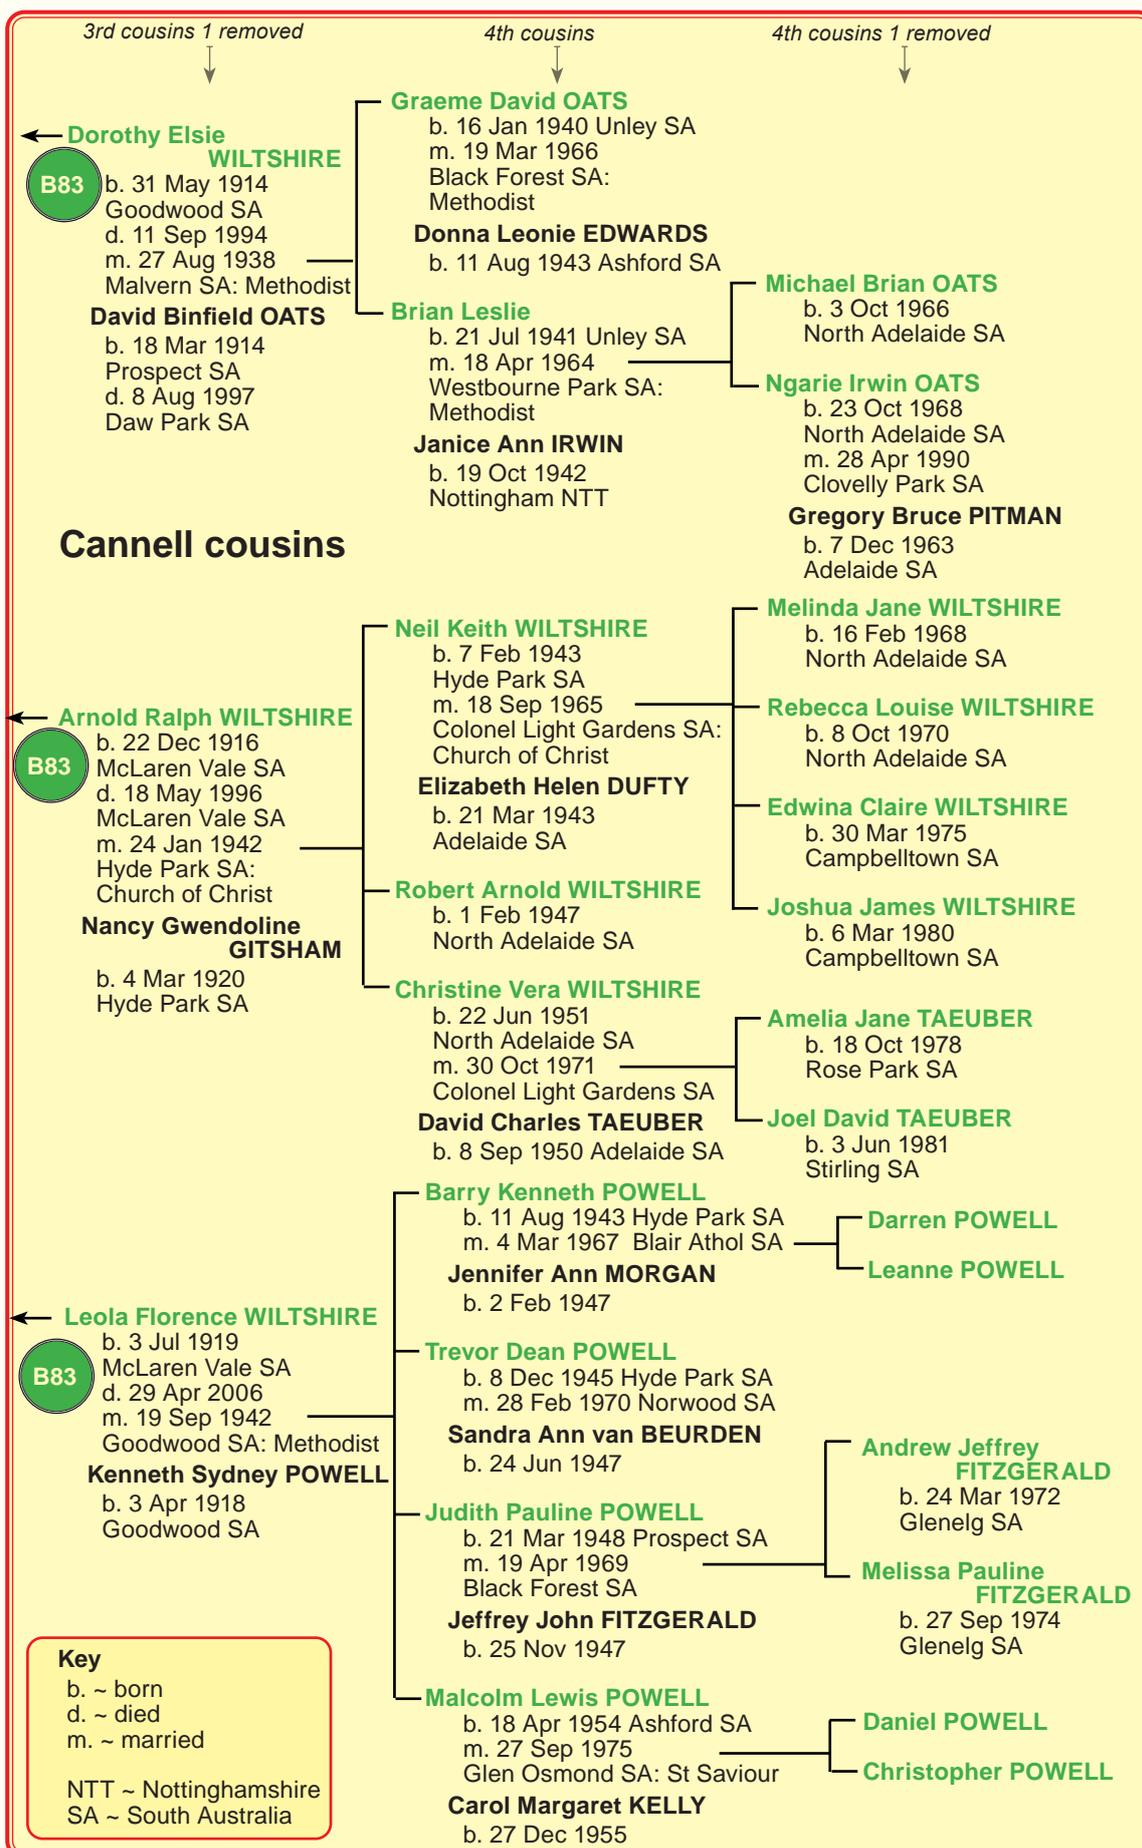 3rd cousins 1 removed
4th cousins
4th cousins 1 removed
Dorothy Elsie
WILTSHIRE
B83
b. 31 May 1914
Goodwood SA
d. 11 Sep 1994
m. 27 Aug 1938
Malvern SA: Methodist
David Binfield OATS
b. 18 Mar 1914
Prospect SA
d. 8 Aug 1997
Daw Park SA
Graeme David OATS
b. 16 Jan 1940 Unley SA
m. 19 Mar 1966
Black Forest SA:
Methodist
Donna Leonie EDWARDS
b. 11 Aug 1943 Ashford SA
Brian Leslie
b. 21 Jul 1941 Unley SA
m. 18 Apr 1964
Westbourne Park SA:
Methodist
Janice Ann IRWIN
b. 19 Oct 1942
Nottingham NTT
Michael Brian OATS
b. 3 Oct 1966
North Adelaide SA
Ngarie Irwin OATS
b. 23 Oct 1968
North Adelaide SA
m. 28 Apr 1990
Clovelly Park SA
Gregory Bruce PITMAN
b. 7 Dec 1963
Adelaide SA
Cannell cousins
Arnold Ralph WILTSHIRE
B83
b. 22 Dec 1916
McLaren Vale SA
d. 18 May 1996
McLaren Vale SA
m. 24 Jan 1942
Hyde Park SA:
Church of Christ
Nancy Gwendoline
GITSHAM
b. 4 Mar 1920
Hyde Park SA
Neil Keith WILTSHIRE
b. 7 Feb 1943
Hyde Park SA
m. 18 Sep 1965
Colonel Light Gardens SA:
Church of Christ
Elizabeth Helen DUFTY
b. 21 Mar 1943
Adelaide SA
Robert Arnold WILTSHIRE
b. 1 Feb 1947
North Adelaide SA
Christine Vera WILTSHIRE
b. 22 Jun 1951
North Adelaide SA
m. 30 Oct 1971
Colonel Light Gardens SA
David Charles TAEUBER
b. 8 Sep 1950 Adelaide SA
Melinda Jane WILTSHIRE
b. 16 Feb 1968
North Adelaide SA
Rebecca Louise WILTSHIRE
b. 8 Oct 1970
North Adelaide SA
Edwina Claire WILTSHIRE
b. 30 Mar 1975
Campbelltown SA
Joshua James WILTSHIRE
b. 6 Mar 1980
Campbelltown SA
Amelia Jane TAEUBER
b. 18 Oct 1978
Rose Park SA
Joel David TAEUBER
b. 3 Jun 1981
Stirling SA
Leola Florence WILTSHIRE
B83
b. 3 Jul 1919
McLaren Vale SA
d. 29 Apr 2006
m. 19 Sep 1942
Goodwood SA: Methodist
Kenneth Sydney POWELL
b. 3 Apr 1918
Goodwood SA
Barry Kenneth POWELL
b. 11 Aug 1943 Hyde Park SA
m. 4 Mar 1967 Blair Athol SA
Jennifer Ann MORGAN
b. 2 Feb 1947
Trevor Dean POWELL
b. 8 Dec 1945 Hyde Park SA
m. 28 Feb 1970 Norwood SA
Sandra Ann van BEURDEN
b. 24 Jun 1947
Judith Pauline POWELL
b. 21 Mar 1948 Prospect SA
m. 19 Apr 1969
Black Forest SA
Jeffrey John FITZGERALD
b. 25 Nov 1947
Malcolm Lewis POWELL
b. 18 Apr 1954 Ashford SA
m. 27 Sep 1975
Glen Osmond SA: St Saviour
Carol Margaret KELLY
b. 27 Dec 1955
Darren POWELL
Leanne POWELL
Andrew Jeffrey
FITZGERALD
b. 24 Mar 1972
Glenelg SA
Melissa Pauline
FITZGERALD
b. 27 Sep 1974
Glenelg SA
Daniel POWELL
Christopher POWELL
Key
b. ~ born
d. ~ died
m. ~ married
NTT ~ Nottinghamshire
SA ~ South Australia